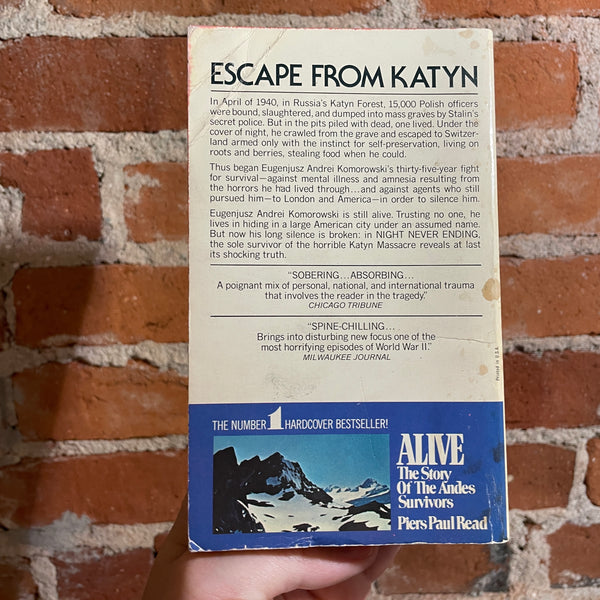 ESCAPE FROM KATYN
In April of 1940, in Russia's Katyn Forest, 15,000 Polish officers
were bound, slaughtered, and dumped into mass graves by Stalin's
secret police. But in the pits piled with dead, one lived. Under the
cover of night, he crawled from the grave and escaped to Switzer-
land armed only with the instinct for self-preservation, living on
roots and berries, stealing food when he could.
Thus began Eugenjusz Andrei Komorowski's thirty-five-year fight
for survival—against mental illness and amnesia resulting from
the horrors he had lived through...and against agents who still
pursued him—to London and America—in order to silence him.
Eugenjusz Andrei Komorowski is still alive. Trusting no one, he
lives in hiding in a large American city under an assumed name.
But now his long silence is broken: in NIGHT NEVER ENDING,
the sole survivor of the horrible Katyn Massacre reveals at last
its shocking truth.
"SOBERING...ABSORBING...
A poignant mix of personal, national, and international trauma
that involves the reader in the tragedy."
CHICAGO TRIBUNE
"SPINE-CHILLING...
Brings into disturbing new focus one of the
most horrifying episodes of World War II."
MILWAUKEE JOURNAL
Printed in U.S.A.
THE NUMBER 1 HARDCOVER BESTSELLER!
ALIVE
The Story
Of The Andes
Survivors
Piers Paul Read